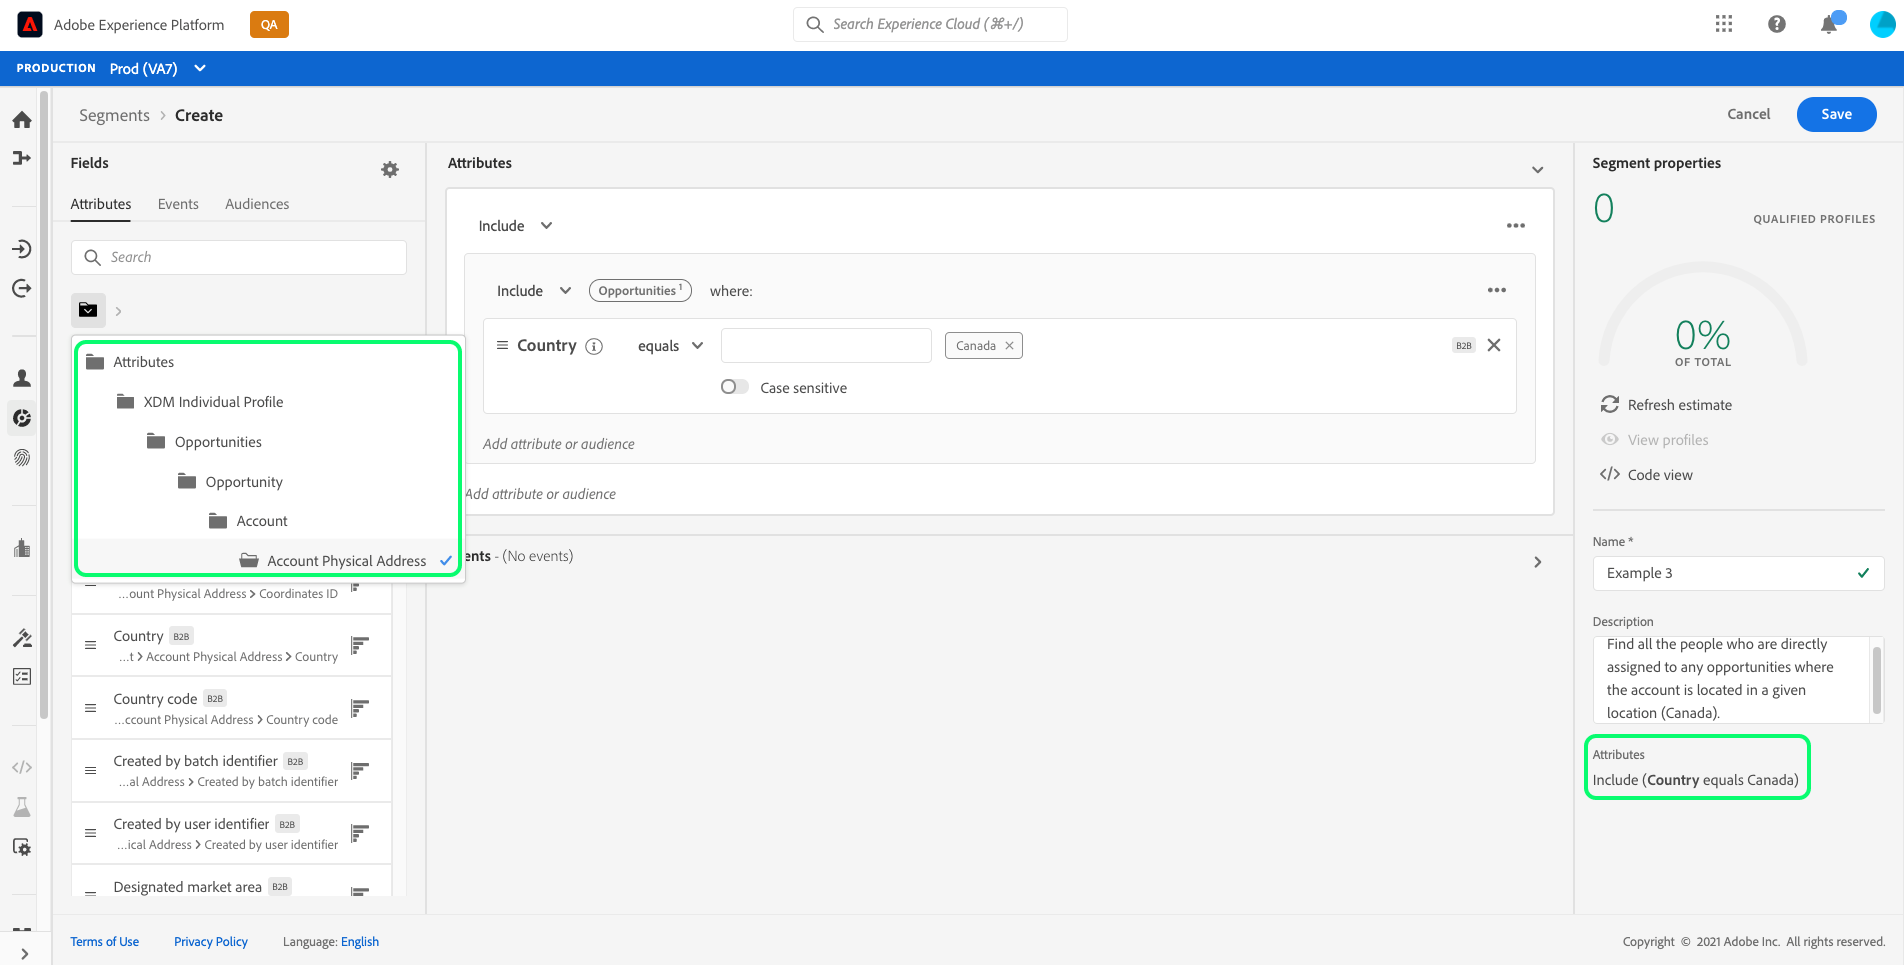 Adobe Experience Platform QA
Search Experience Cloud (⌘+/)
PRODUCTION Prod (VA7)
Segments > Create
Cancel
Save
Fields
Attributes Events Audiences
Search
>
Attributes
XDM Individual Profile
Opportunities
Opportunity
Account
Account Physical Address
...ount Physical Address > Coordinates ID
Country B2B
...t > Account Physical Address > Country
Country code B2B
...ccount Physical Address > Country code
Created by batch identifier B2B
...al Address > Created by batch identifier
Created by user identifier B2B
...ical Address > Created by user identifier
Designated market area B2B
Attributes
Include
Include Opportunities 1 where:
Country equals Canada × B2B
Case sensitive
Add attribute or audience
Add attribute or audience
ents - (No events)
Segment properties
0
QUALIFIED PROFILES
0%
OF TOTAL
Refresh estimate
View profiles
</> Code view
Name *
Example 3
Description
Find all the people who are directly
assigned to any opportunities where
the account is located in a given
location (Canada).
Attributes
Include (Country equals Canada)
Terms of Use Privacy Policy Language: English
Copyright © 2021 Adobe Inc. All rights reserved.